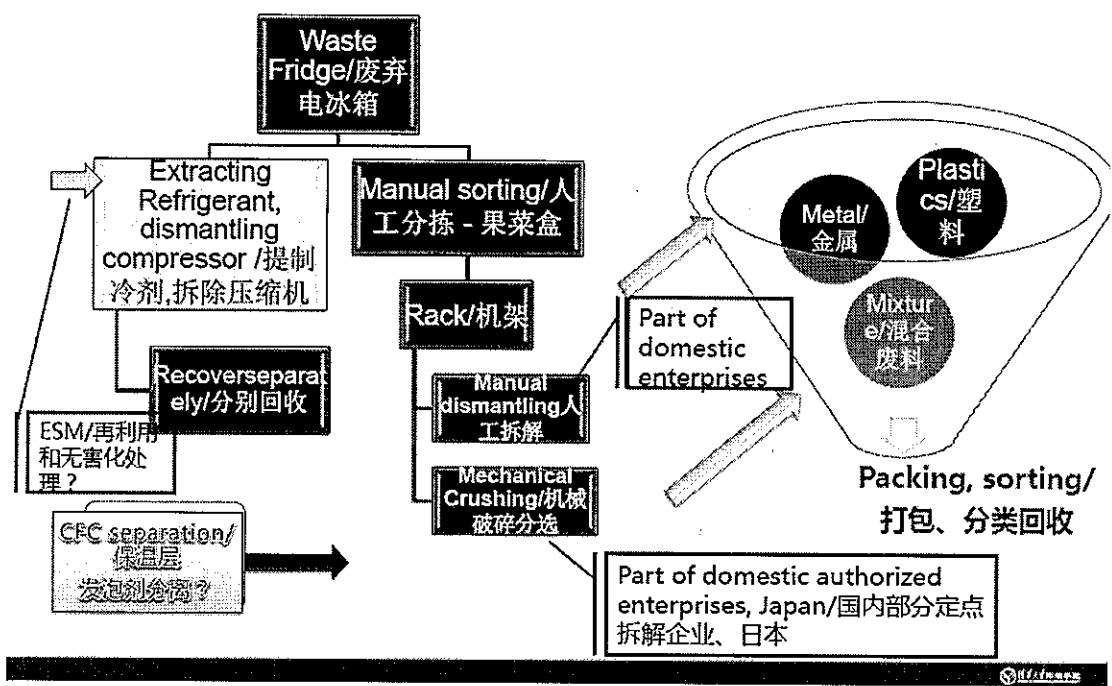 Waste
Fridge/废弃
电冰箱
Extracting
Refrigerant,
dismantling
compressor /提制
冷剂,拆除压缩机
Manual sorting/人
工分拣 - 果菜盒
Plasti
cs/塑
料
Metal/
金属
Mixtur
e/混合
废料
Rack/机架
Part of
domestic
enterprises
Recoverseparat
ely/分别回收
Manual
dismantling人
工拆解
ESM/再利用
和无害化处
理？
Mechanical
Crushing/机械
破碎分选
Packing, sorting/
打包、分类回收
CFC separation/
保温层
发泡剂分离？
Part of domestic authorized
enterprises, Japan/国内部分定点
拆解企业、日本